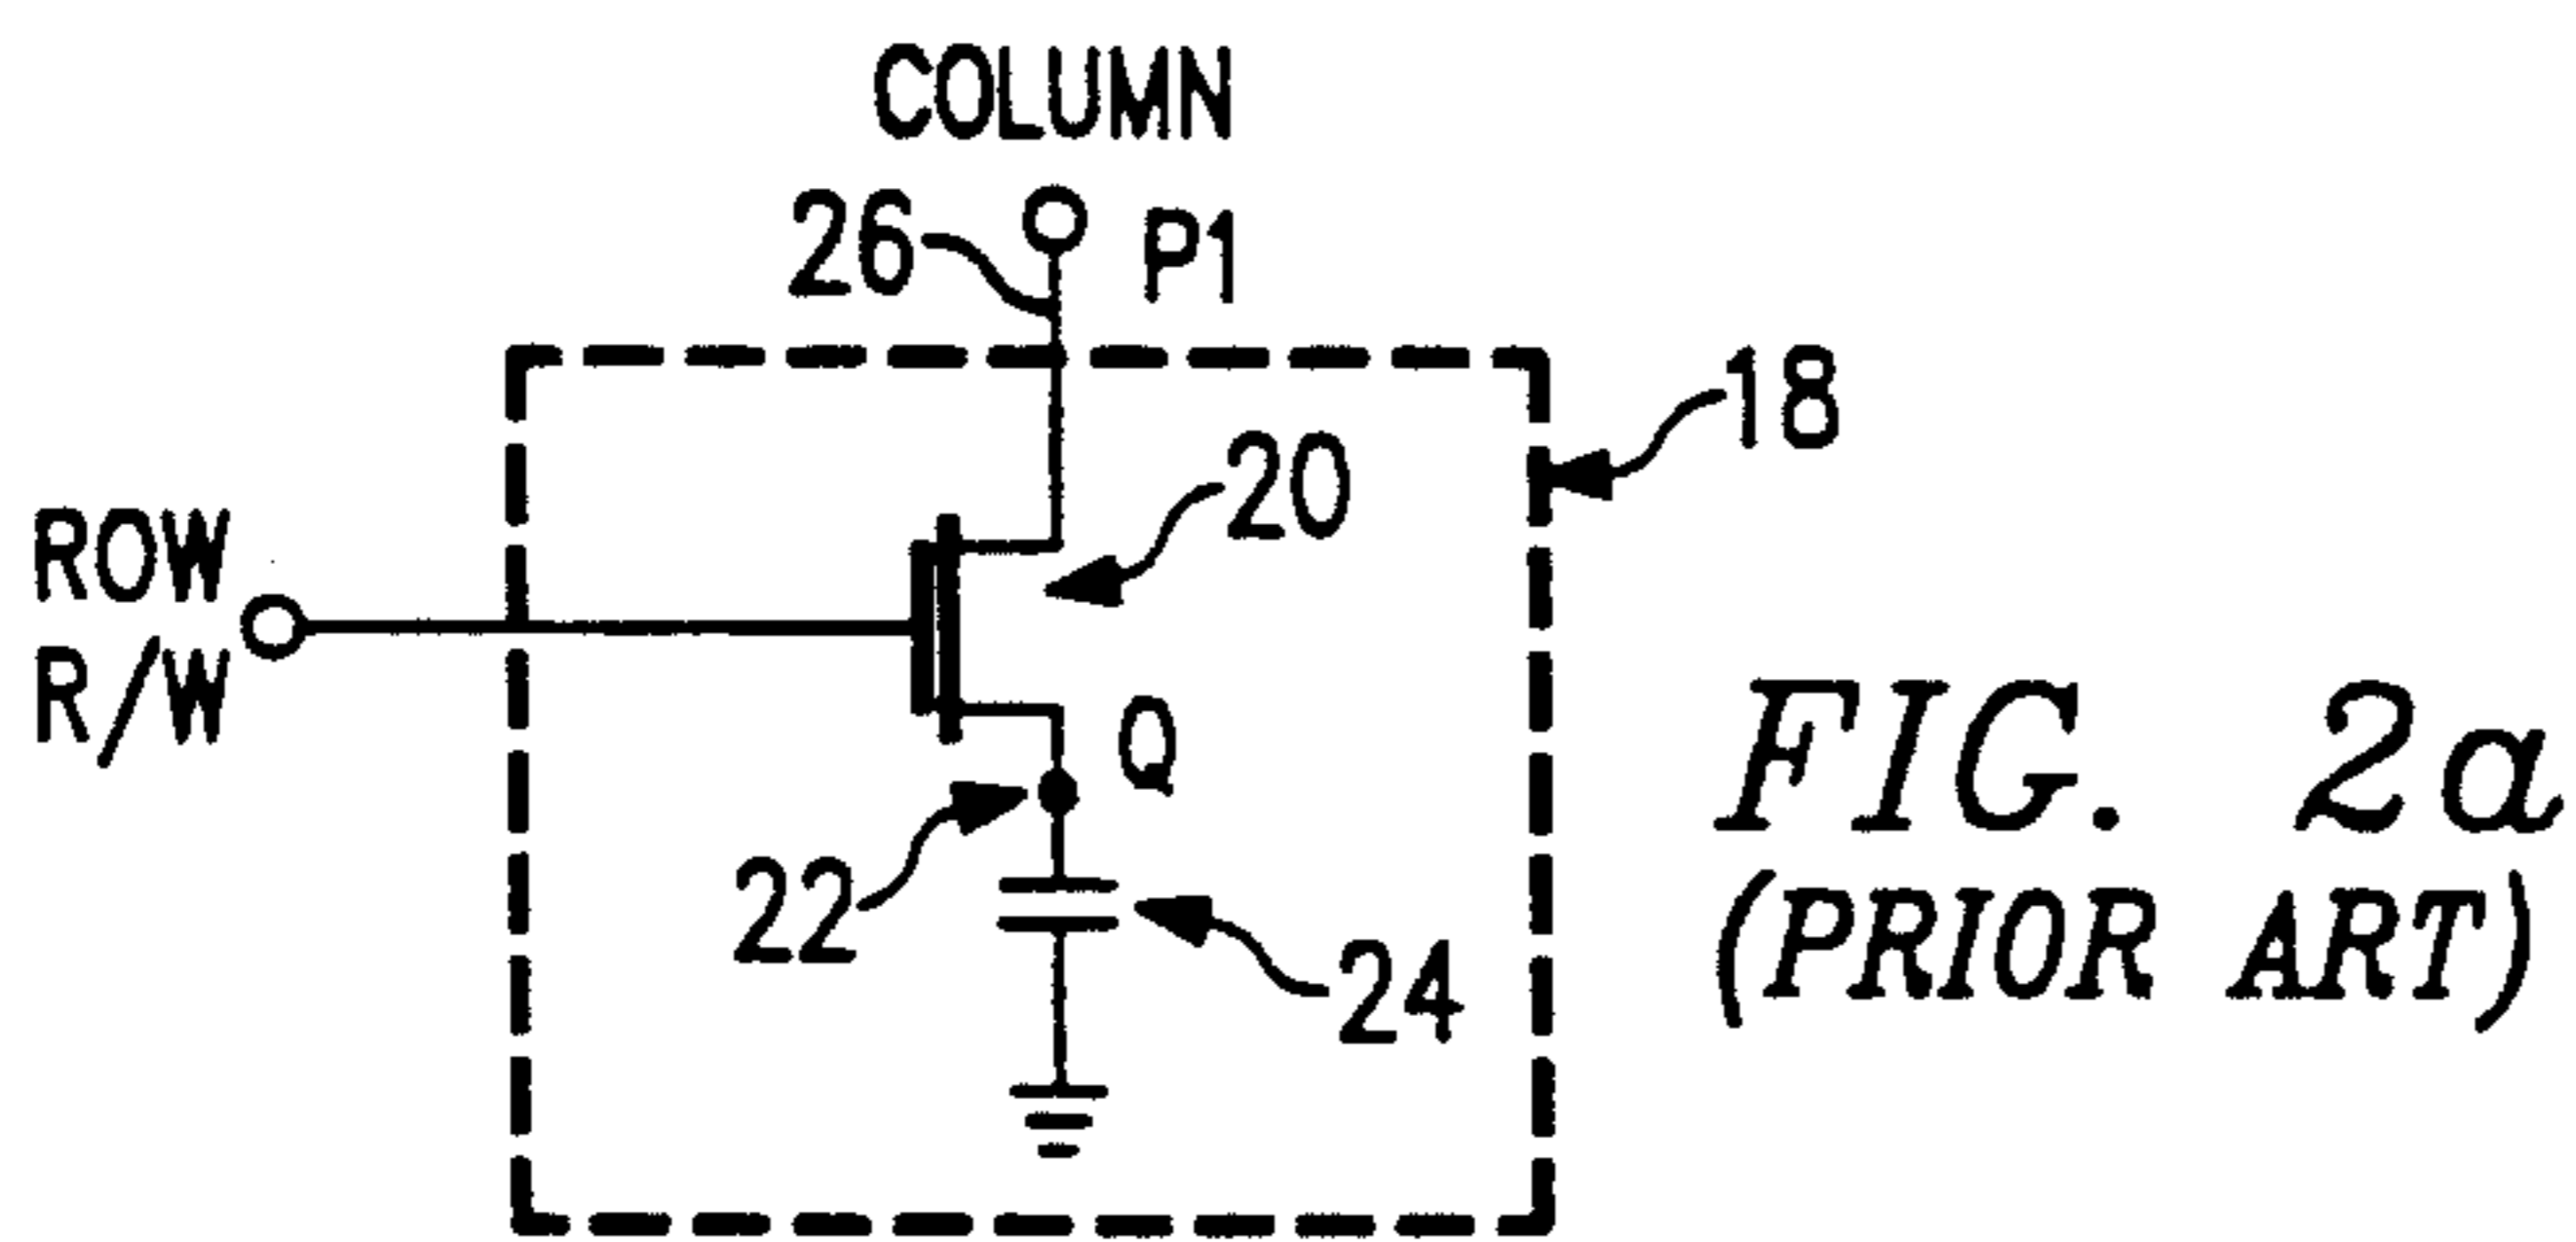 COLUMN
26
P1
18
20
ROW
R/W
Q
22
24
FIG. 2a
(PRIOR ART)